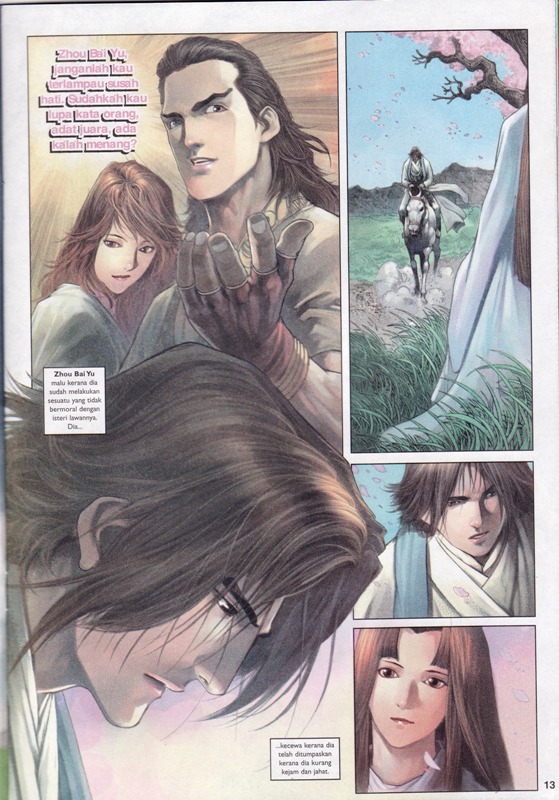 Zhou Bai Yu,
janganlah kau
terlampau susah
hati. Sudahkah kau
lupa kata orang,
adat juara, ada
kalah menang?
Zhou Bai Yu
malu kerana dia
sudah melakukan
sesuatu yang tidak
bermoral dengan
isteri lawannya.
Dia...
...kecewa kerana dia
telah ditumpaskan
kerana dia kurang
kejam dan jahat.
13